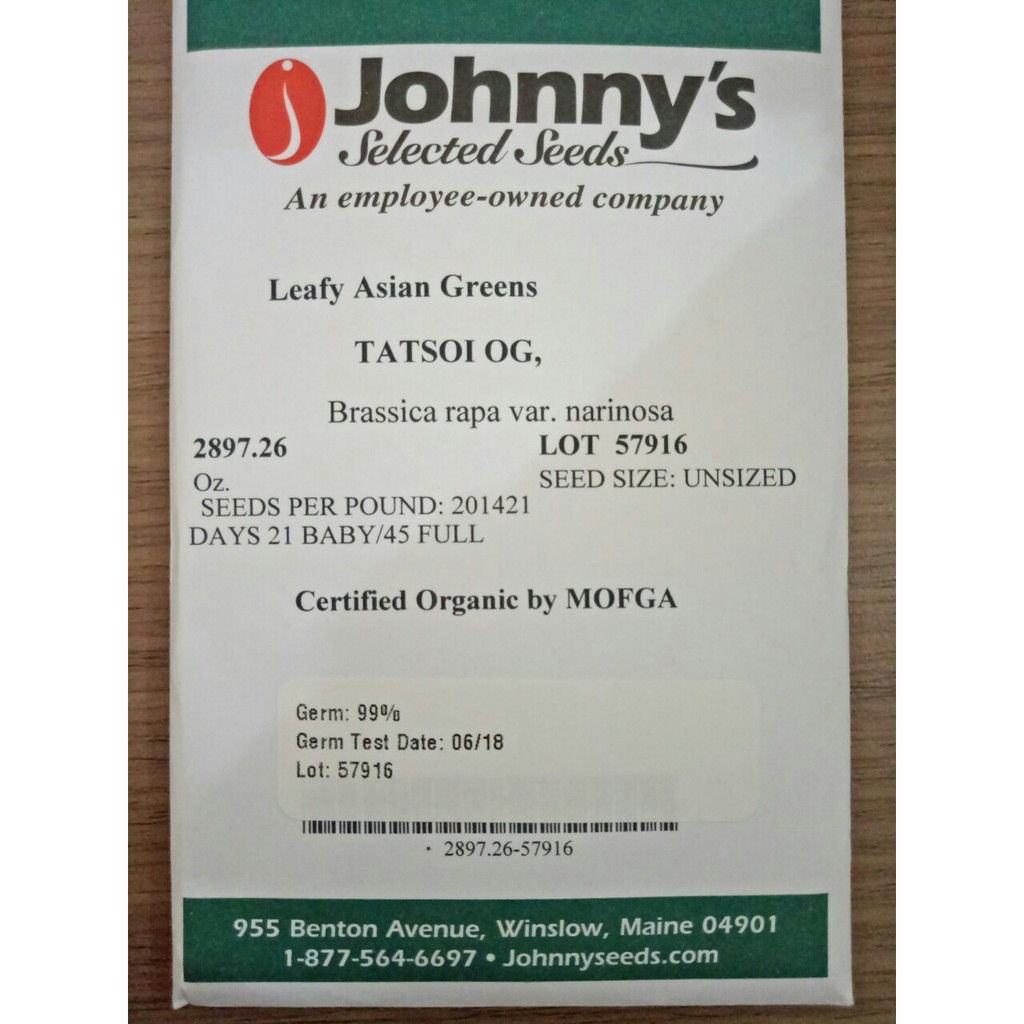 Johnny's
Selected Seeds
An employee-owned company
Leafy Asian Greens
TATSOI OG,
Brassica rapa var. narinosa
2897.26 LOT 57916
Oz. SEED SIZE: UNSIZED
SEEDS PER POUND: 201421
DAYS 21 BABY/45 FULL
Certified Organic by MOFGA
Germ: 99%
Germ Test Date: 06/18
Lot: 57916
· 2897.26-57916
955 Benton Avenue, Winslow, Maine 04901
1-877-564-6697 • Johnnyseeds.com